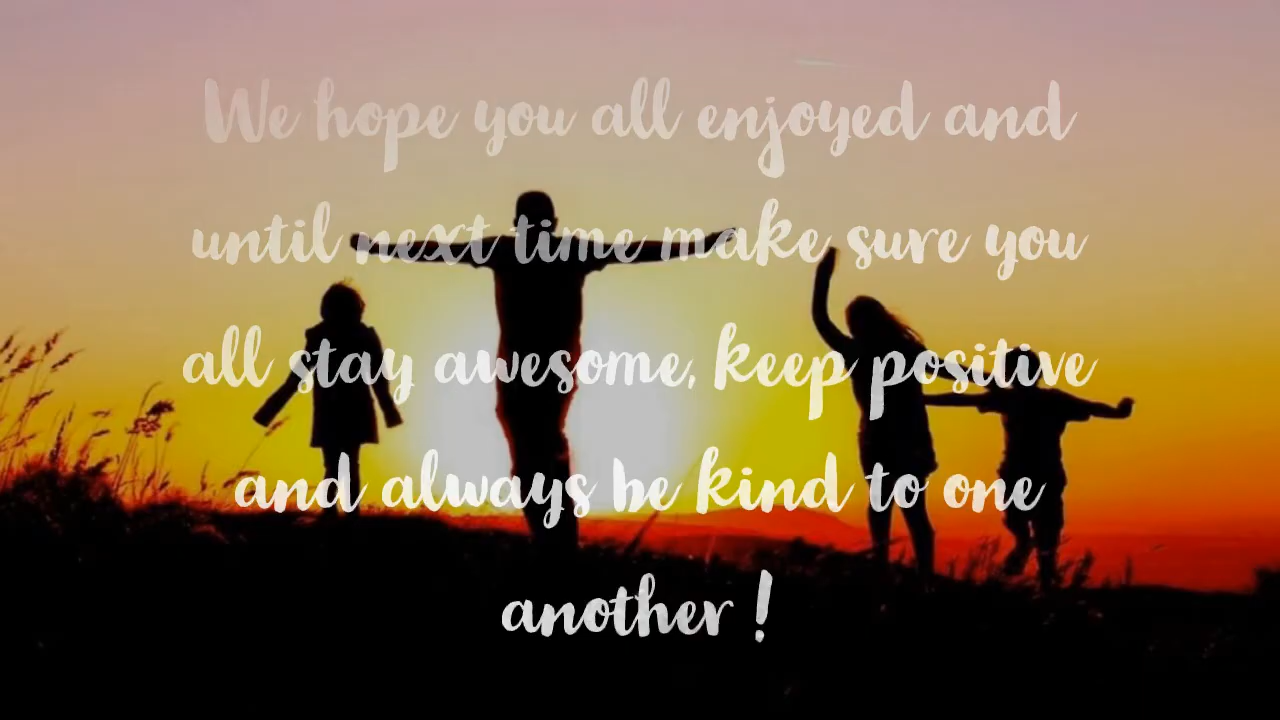 We hope you all enjoyed and
until next time make sure you
all stay awesome, keep positive
and always be kind to one
another !